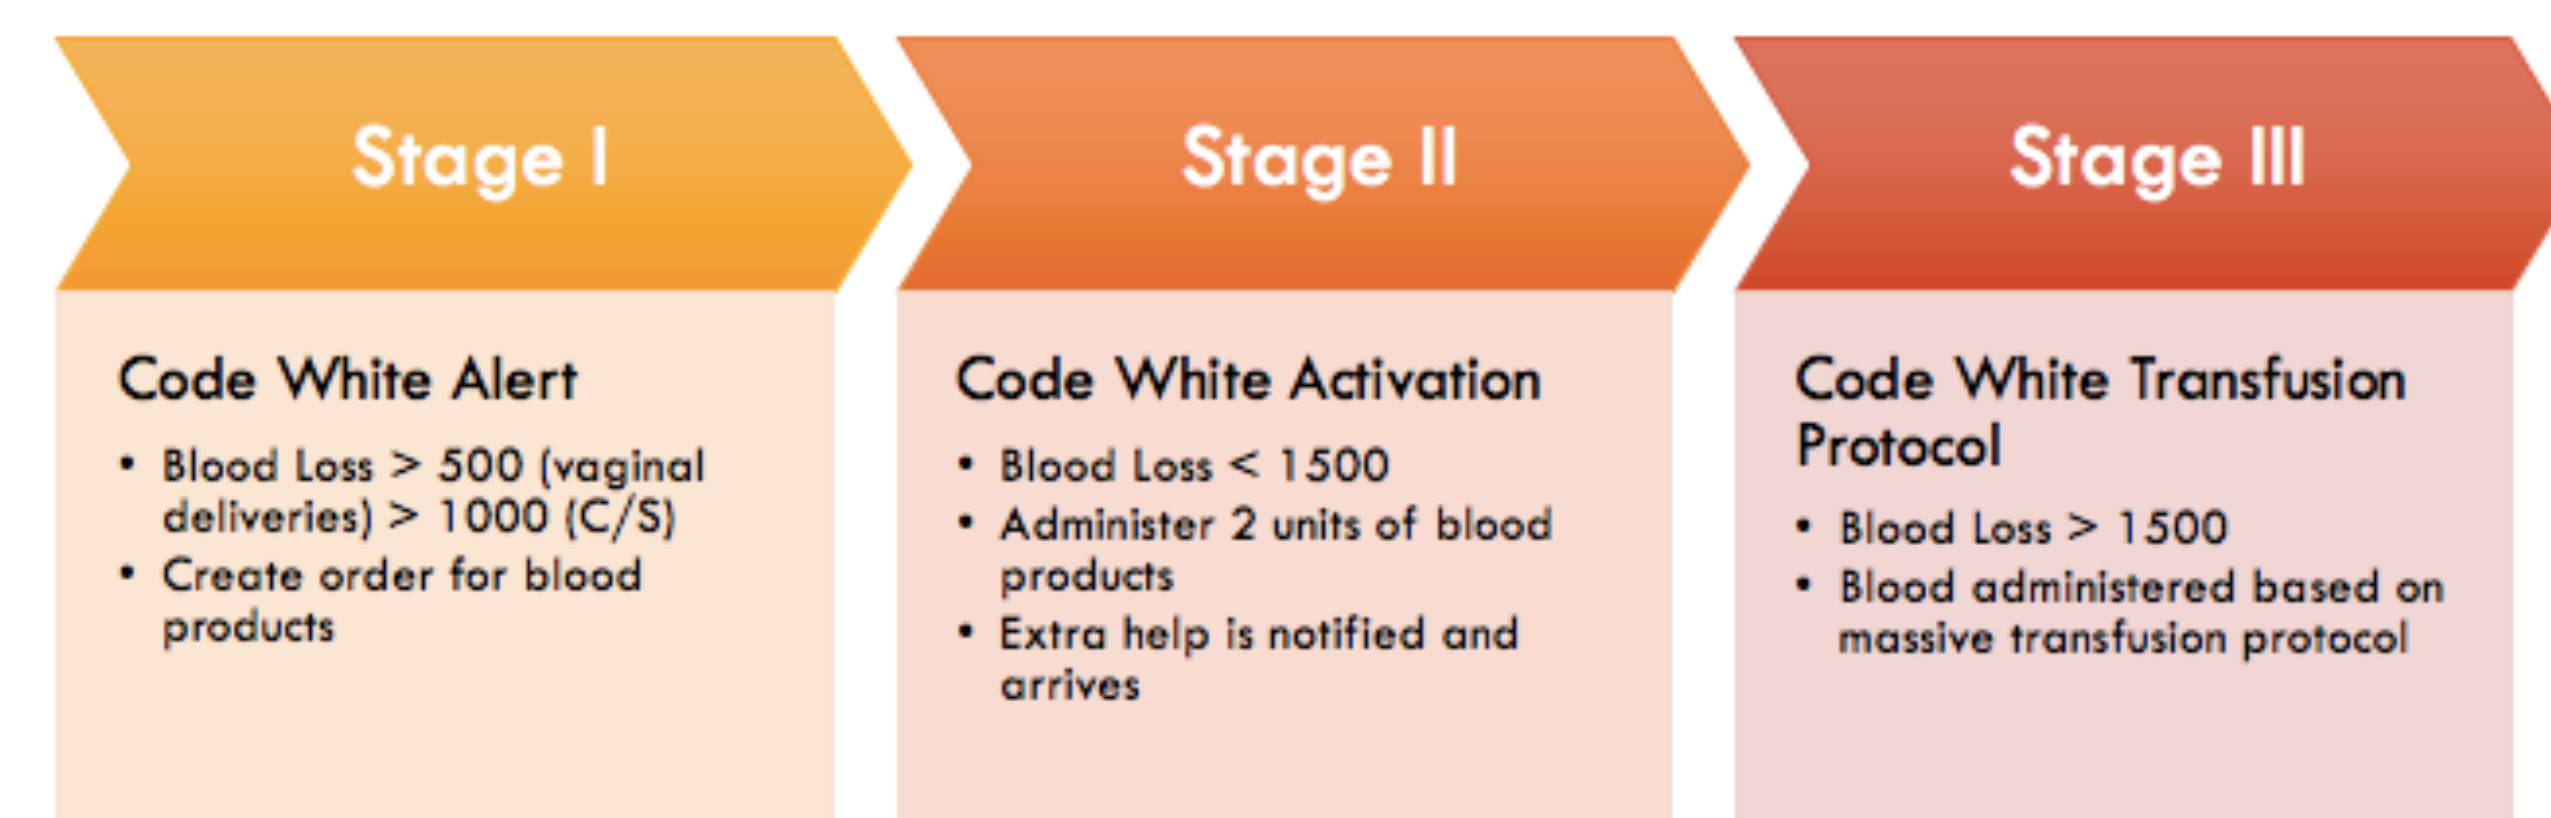 Stage I
Code White Alert
• Blood Loss > 500 (vaginal
deliveries) > 1000 (C/S)
• Create order for blood
products
Stage II
Code White Activation
• Blood Loss < 1500
• Administer 2 units of blood
products
• Extra help is notified and
arrives
Stage III
Code White Transfusion
Protocol
• Blood Loss > 1500
• Blood administered based on
massive transfusion protocol